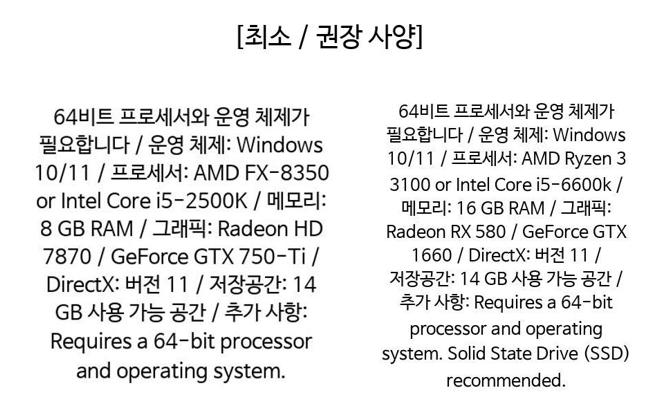 [최소 / 권장 사양]
64비트 프로세서와 운영 체제가
필요합니다 / 운영 체제: Windows
10/11 / 프로세서: AMD FX-8350
or Intel Core i5-2500K / 메모리:
8 GB RAM / 그래픽: Radeon HD
7870 / GeForce GTX 750-Ti /
DirectX: 버전 11 / 저장공간: 14
GB 사용 가능 공간 / 추가 사항:
Requires a 64-bit processor
and operating system.
64비트 프로세서와 운영 체제가
필요합니다 / 운영 체제: Windows
10/11 / 프로세서: AMD Ryzen 3
3100 or Intel Core i5-6600k /
메모리: 16 GB RAM / 그래픽:
Radeon RX 580 / GeForce GTX
1660 / DirectX: 버전 11 /
저장공간: 14 GB 사용 가능 공간 /
추가 사항: Requires a 64-bit
processor and operating
system. Solid State Drive (SSD)
recommended.